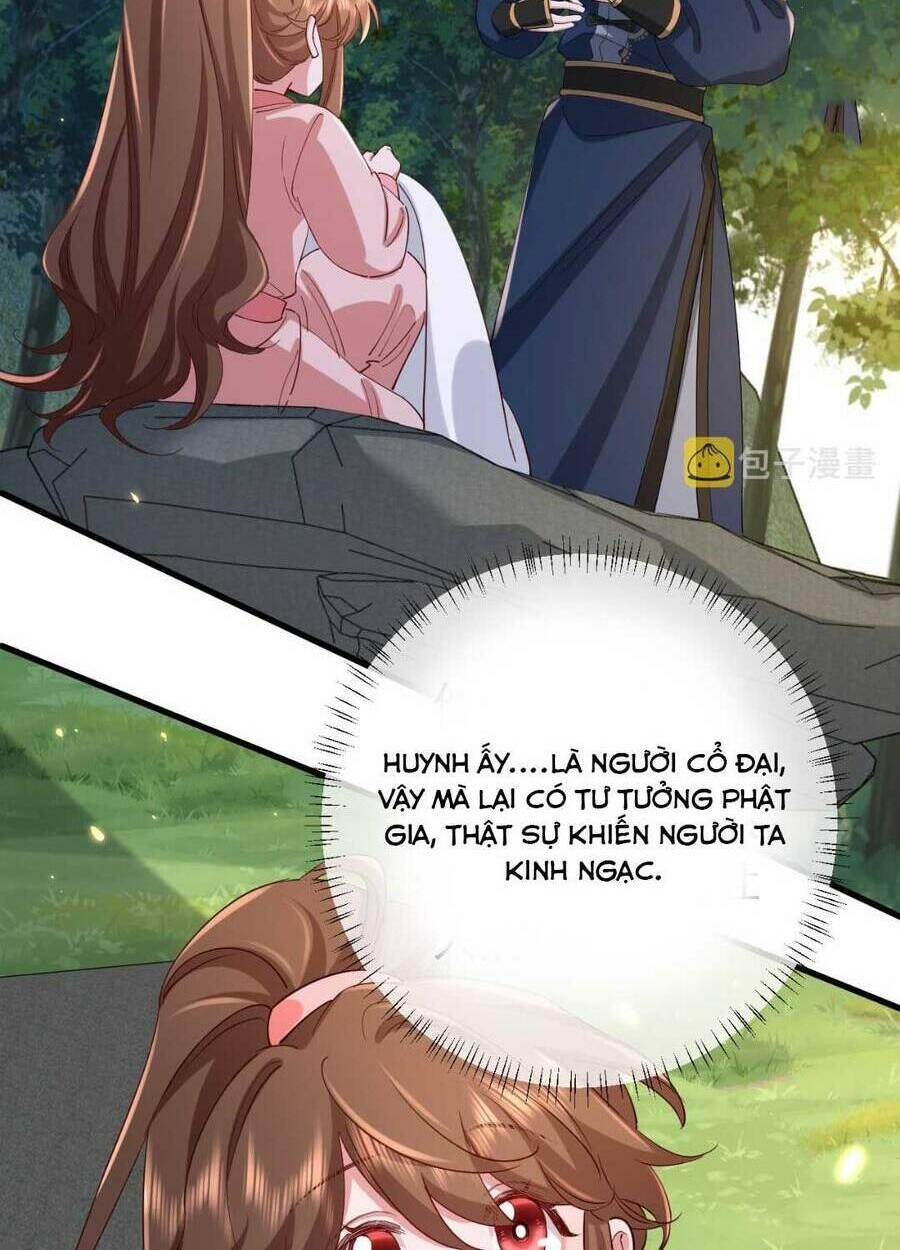 包子漫畫
HUYNH ẤY....LÀ NGƯỜI CỔ ĐẠI,
VẬY MÀ LẠI CÓ TƯ TƯỞNG PHẬT
GIA, THẬT SỰ KHIẾN NGƯỜI TA
KINH NGẠC.